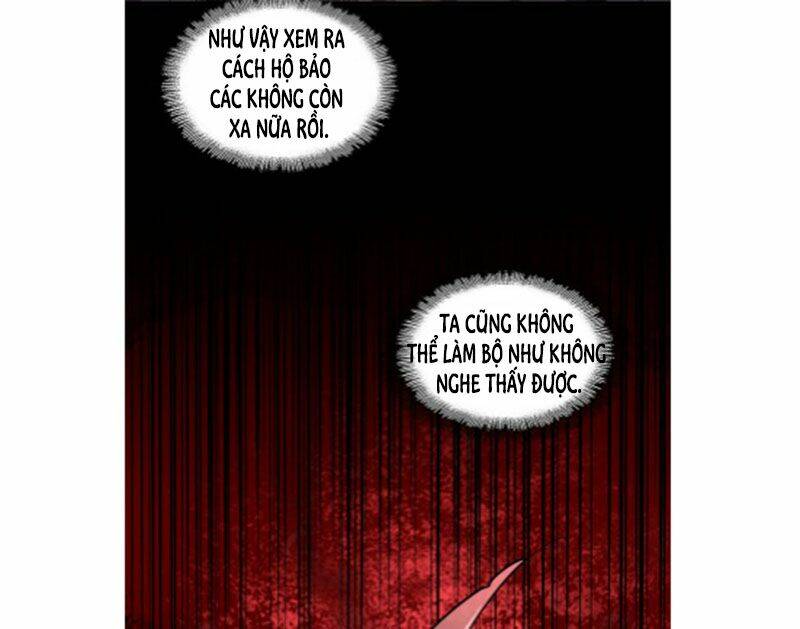 NHƯ VẬY XEM RA
CÁCH HỘ BẢO
CÁC KHÔNG CÒN
XA NỮA RỒI.
TA CŨNG KHÔNG
THỂ LÀM BỘ NHƯ KHÔNG
NGHE THẤY ĐƯỢC.